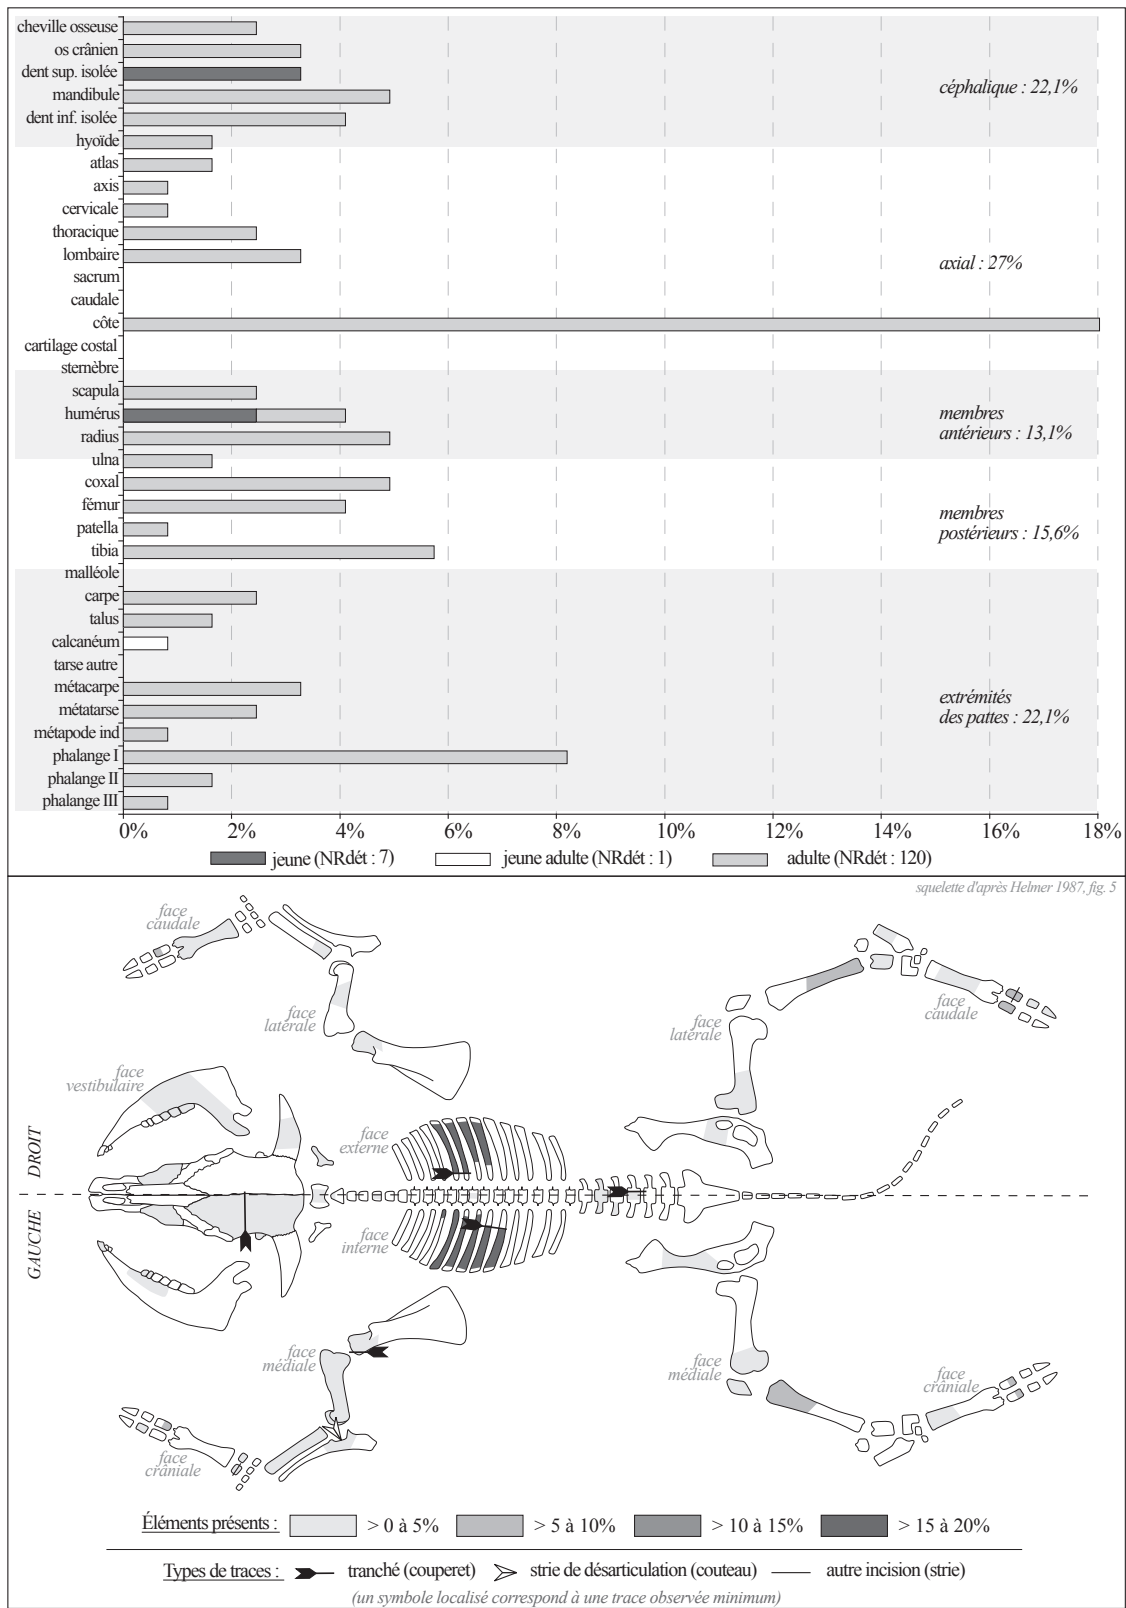 cheville osseuse
os crânien
dent sup. isolée
mandibule
dent inf. isolée
hyoïde
céphalique : 22,1%
atlas
axis
cervicale
thoracique
lombaire
sacrum
caudale
côte
cartilage costal
sternèbre
axial : 27%
scapula
humérus
radius
ulna
membres
antérieurs : 13,1%
coxal
fémur
patella
tibia
malléole
membres
postérieurs : 15,6%
carpe
talus
calcanéum
tarse autre
métacarpe
métatarse
métapode ind
phalange I
phalange II
phalange III
extrémités
des pattes : 22,1%
0% 2% 4% 6% 8% 10% 12% 14% 16% 18%
jeune (NRdét : 7) jeune adulte (NRdét : 1) adulte (NRdét : 120)
squelette d'après Helmer 1987, fig. 5
face
caudale
face
latérale
face
latérale
face
caudale
face
vestibulaire
face
externe
DROIT
GAUCHE
face
interne
face
médiale
face
médiale
face
crâniale
face
crâniale
Éléments présents : > 0 à 5% > 5 à 10% > 10 à 15% > 15 à 20%
Types de traces : tranché (couperet) strie de désarticulation (couteau) autre incision (strie)
(un symbole localisé correspond à une trace observée minimum)